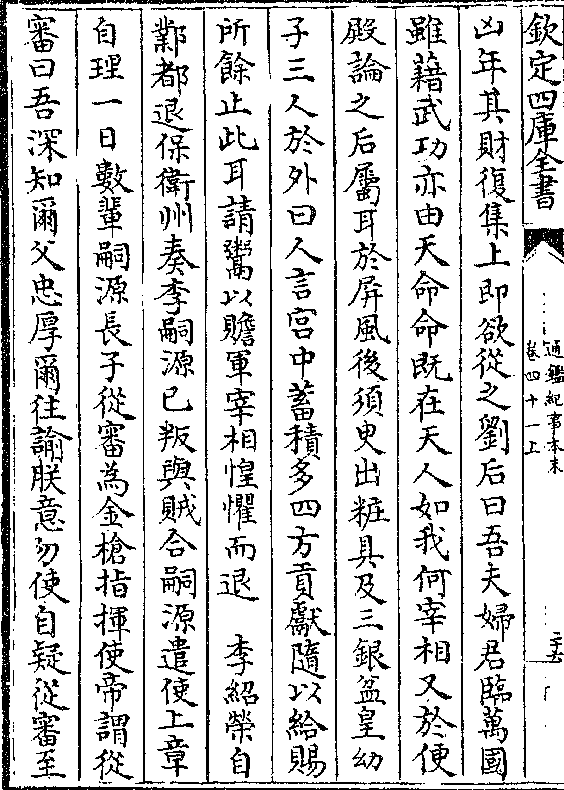 欽定四庫全書
通鑑紀事本末
卷四十一上
凶年其財復集上即欲從之劉后曰吾夫婦君臨萬國
雖藉武功亦由天命命既在天人如我何宰相又於便
殿論之后屬耳於屏風後須臾出粧具及三銀盆皇幼
子三人於外曰人言宮中蓄積多四方貢獻隨以給賜
所餘止此耳請鬻以贍軍宰相惶懼而退　李紹榮自
鄴都退保衛州奏李嗣源已叛與賊合嗣源遣使上章
自理一日數輩嗣源長子從審為金槍指揮使帝謂從
審曰吾深知爾父忠厚爾往諭朕意勿使自疑從審至